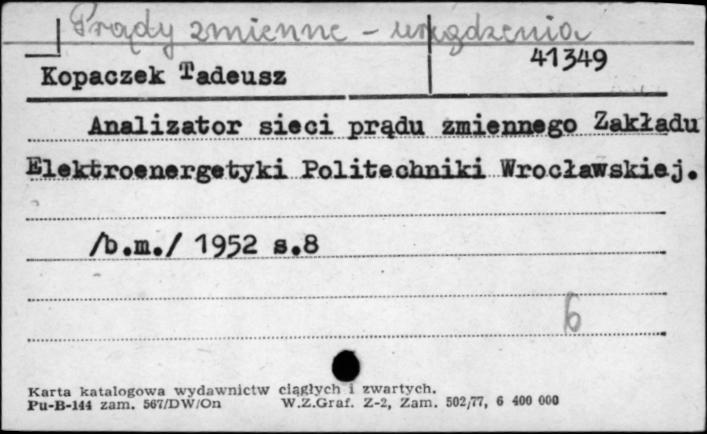 Prądy zmienne - urządzenia
41349
Kopaczek Tadeusz
Analizator sieci prądu zmiennego Zakładu
Elektroenergetyki Politechniki Wrocławskiej.
/b.m./ 1952 s.8
6
Karta katalogowa wydawnictw ciągłych i zwartych.
Pu-B-144 zam. 567/DW/On W.Z.Graf. Z-2, Zam. 502/77, 6 400 000